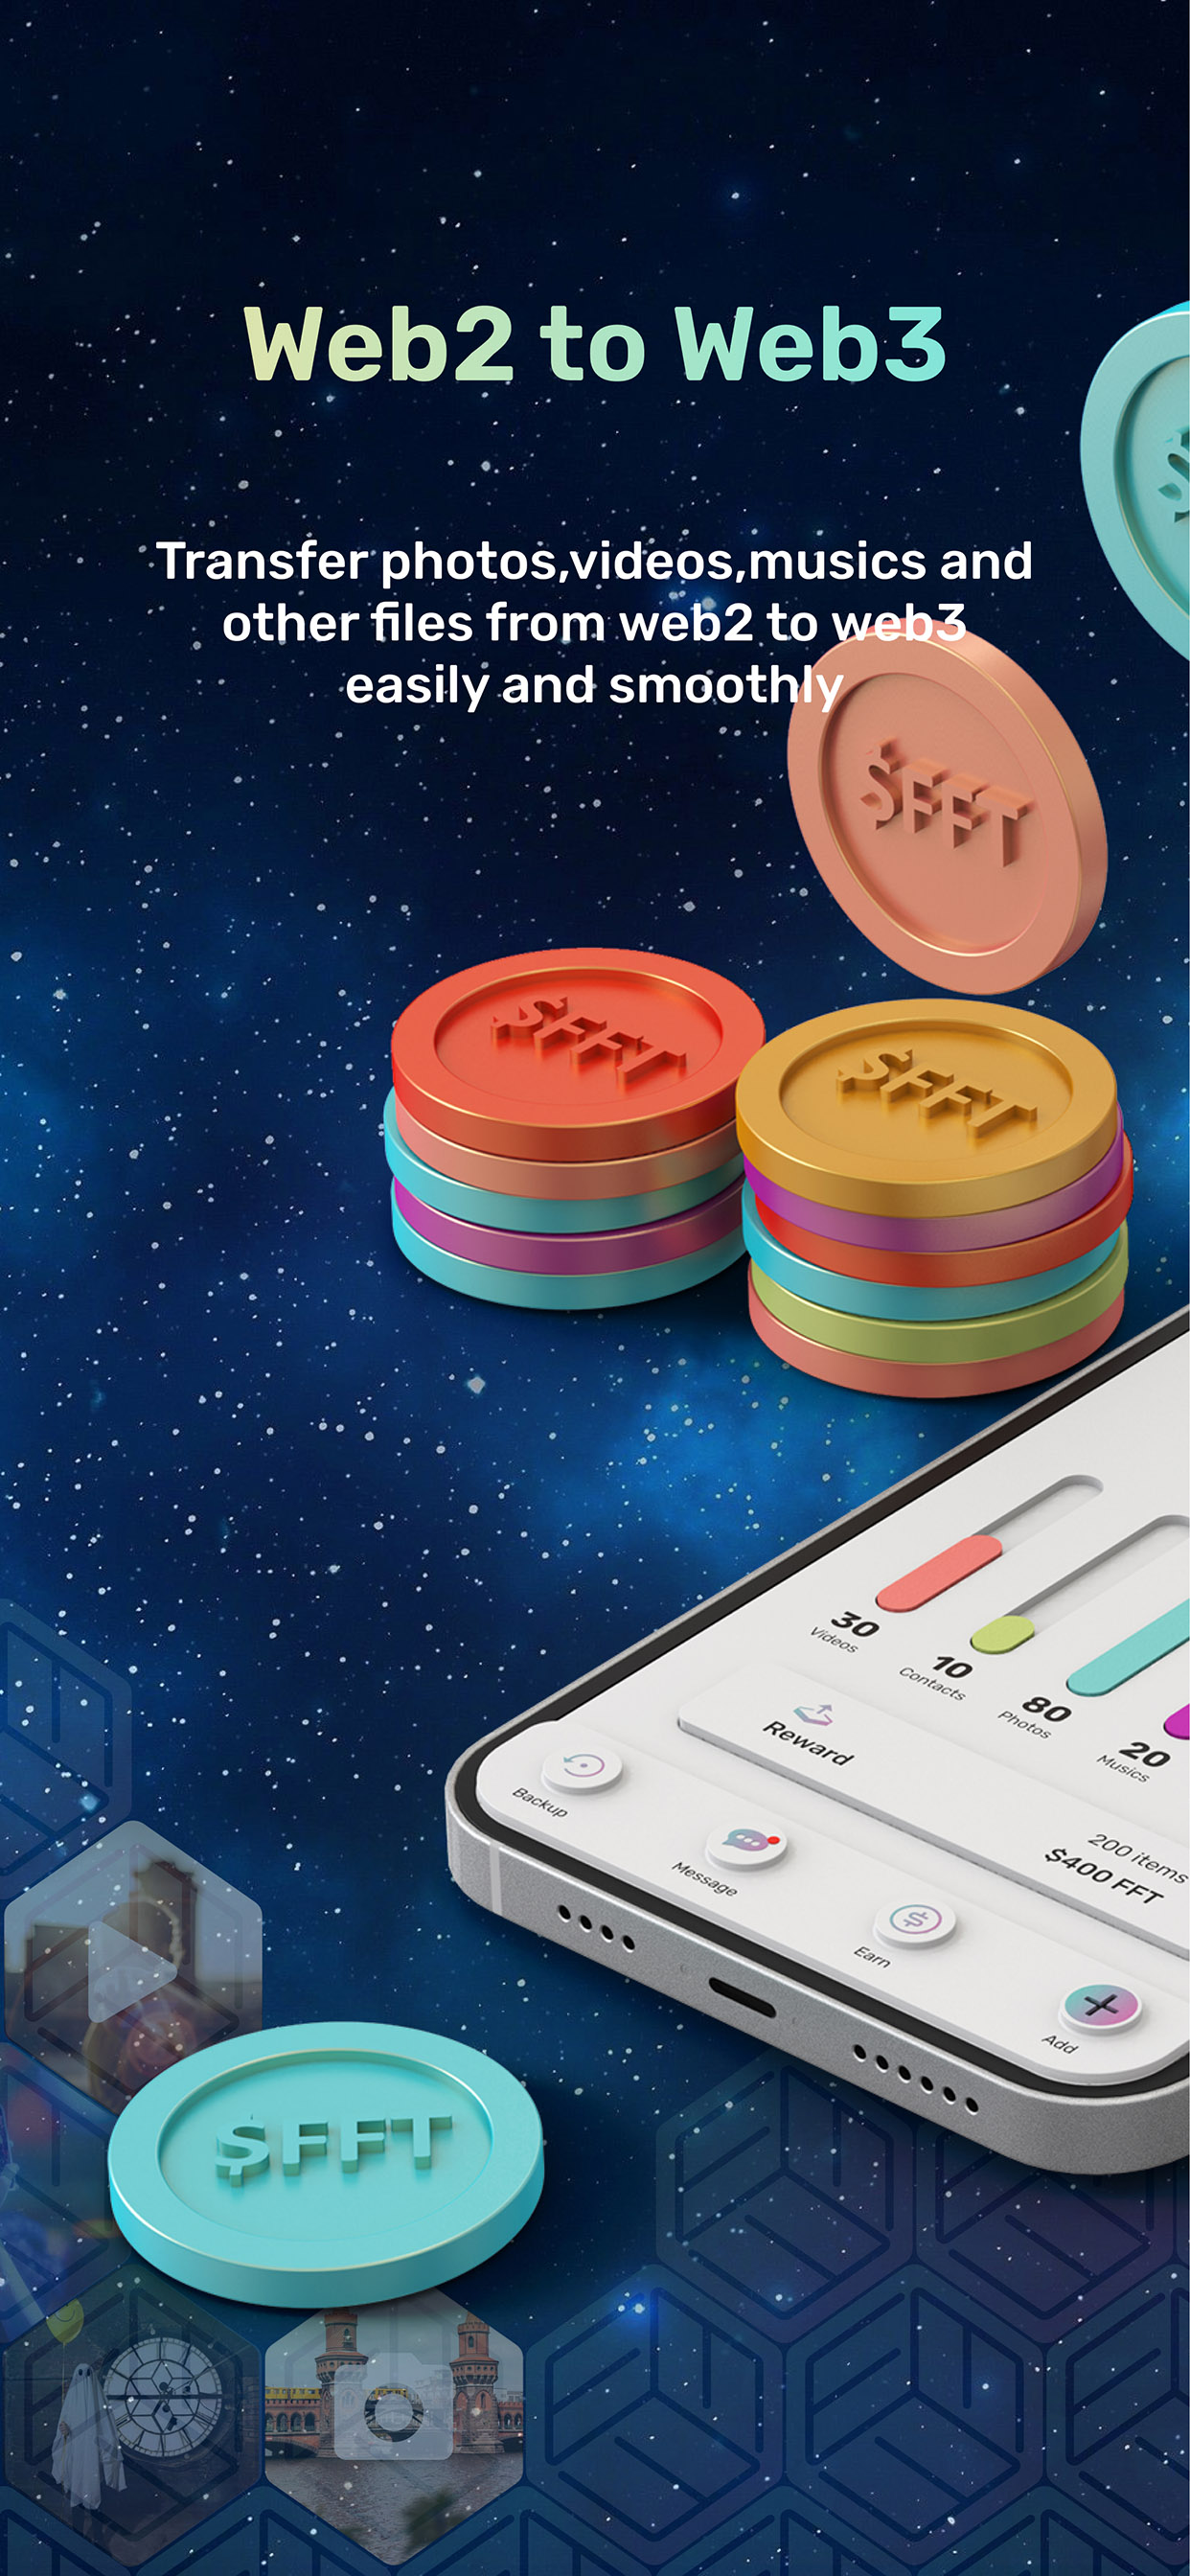 Web2 to Web3
Transfer photos,videos,musics and
other files from web2 to web3
easily and smoothly
$FFT
$FFT
$FFT
30
Videos
10
Contacts
80
Photos
20
Musics
Reward
200 items
$400 FFT
Backup
Message
Earn
Add
$FFT